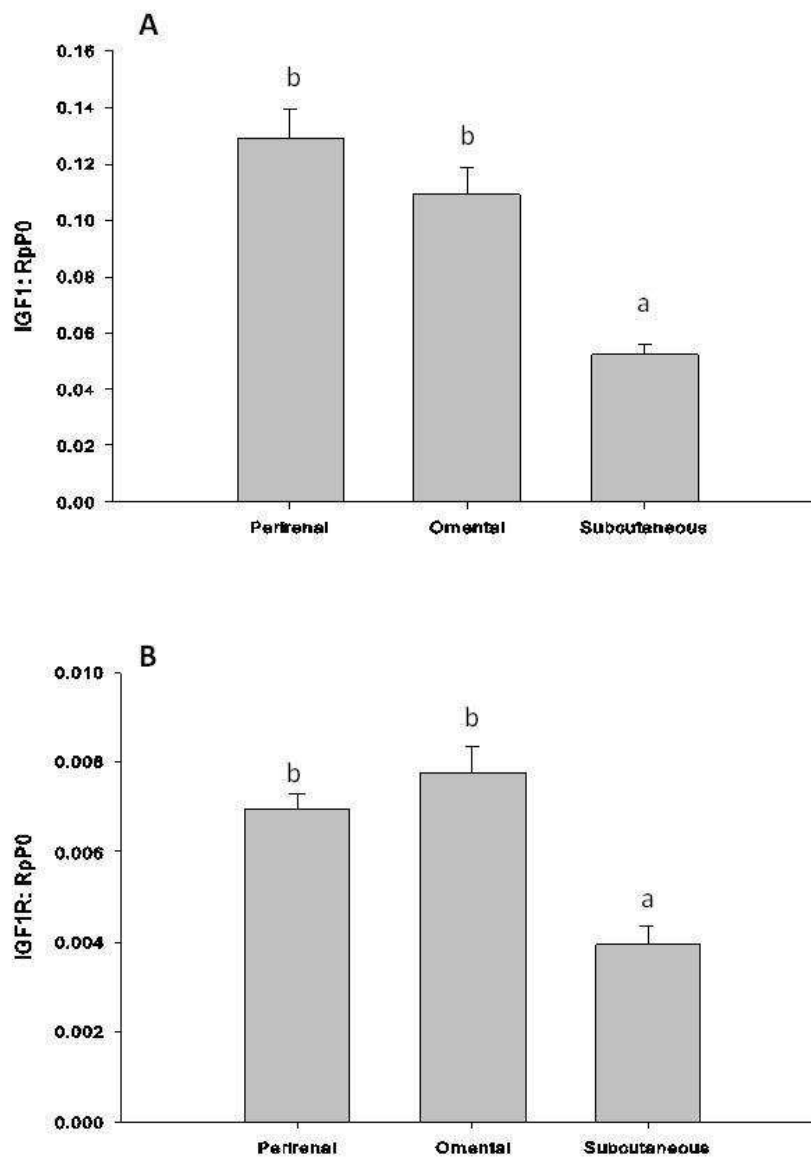 A
0.16
b
0.14
b
0.12
0.10
IGF1: RpP0
0.08
a
0.06
0.04
0.02
0.00
Perirenal Omental Subcutaneous
B
0.010
b
0.008
b
0.006
IGF1R: RpP0
a
0.004
0.002
0.000
Perirenal Omental Subcutaneous